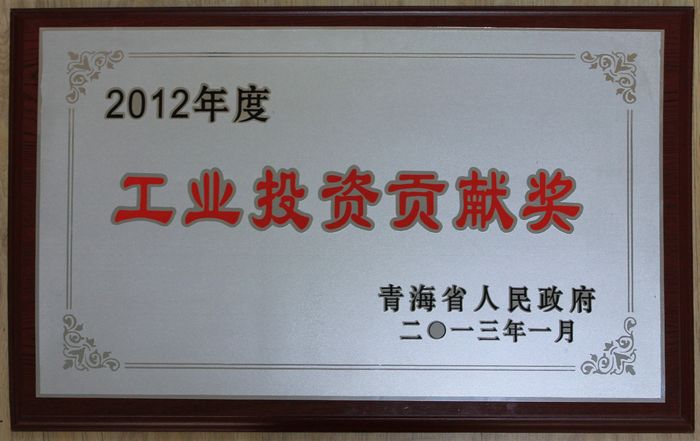 2012年度
工业投资贡献奖
青海省人民政府
二〇一三年一月